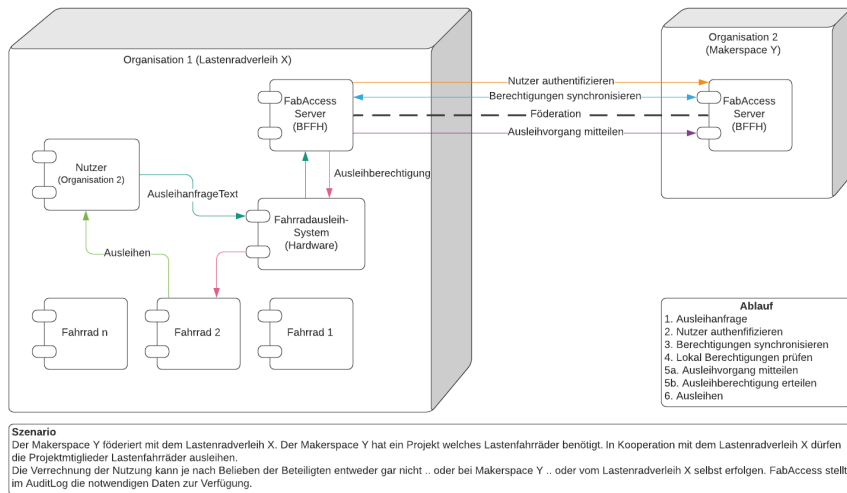 Organisation 1 (Lastenradverleih X)
Organisation 2
(Makerspace Y)
FabAccess
Server
(BFFH)
Nutzer authentifizieren
Berechtigungen synchronisieren
Föderation
Ausleihvorgang mitteilen
FabAccess
Server
(BFFH)
Nutzer
(Organisation 2)
AusleihanfrageText
Ausleihberechtigung
Fahrradausleih-
System
(Hardware)
Ausleihen
Fahrrad n
Fahrrad 2
Fahrrad 1
Ablauf
1. Ausleihanfrage
2. Nutzer authenfifizieren
3. Berechtigungen synchronisieren
4. Lokal Berechtigungen prüfen
5a. Ausleihvorgang mitteilen
5b. Ausleihberechtigung erteilen
6. Ausleihen
Szenario
Der Makerspace Y föderiert mit dem Lastenradverleih X. Der Makerspace Y hat ein Projekt welches Lastenfahrräder benötigt. In Kooperation mit dem Lastenradverleih X dürfen
die Projektmtiglieder Lastenfahrräder ausleihen.
Die Verrechnung der Nutzung kann je nach Belieben der Beteiligten entweder gar nicht .. oder bei Makerspace Y .. oder vom Lastenradverleih X selbst erfolgen. FabAccess stellt
im AuditLog die notwendigen Daten zur Verfügung.